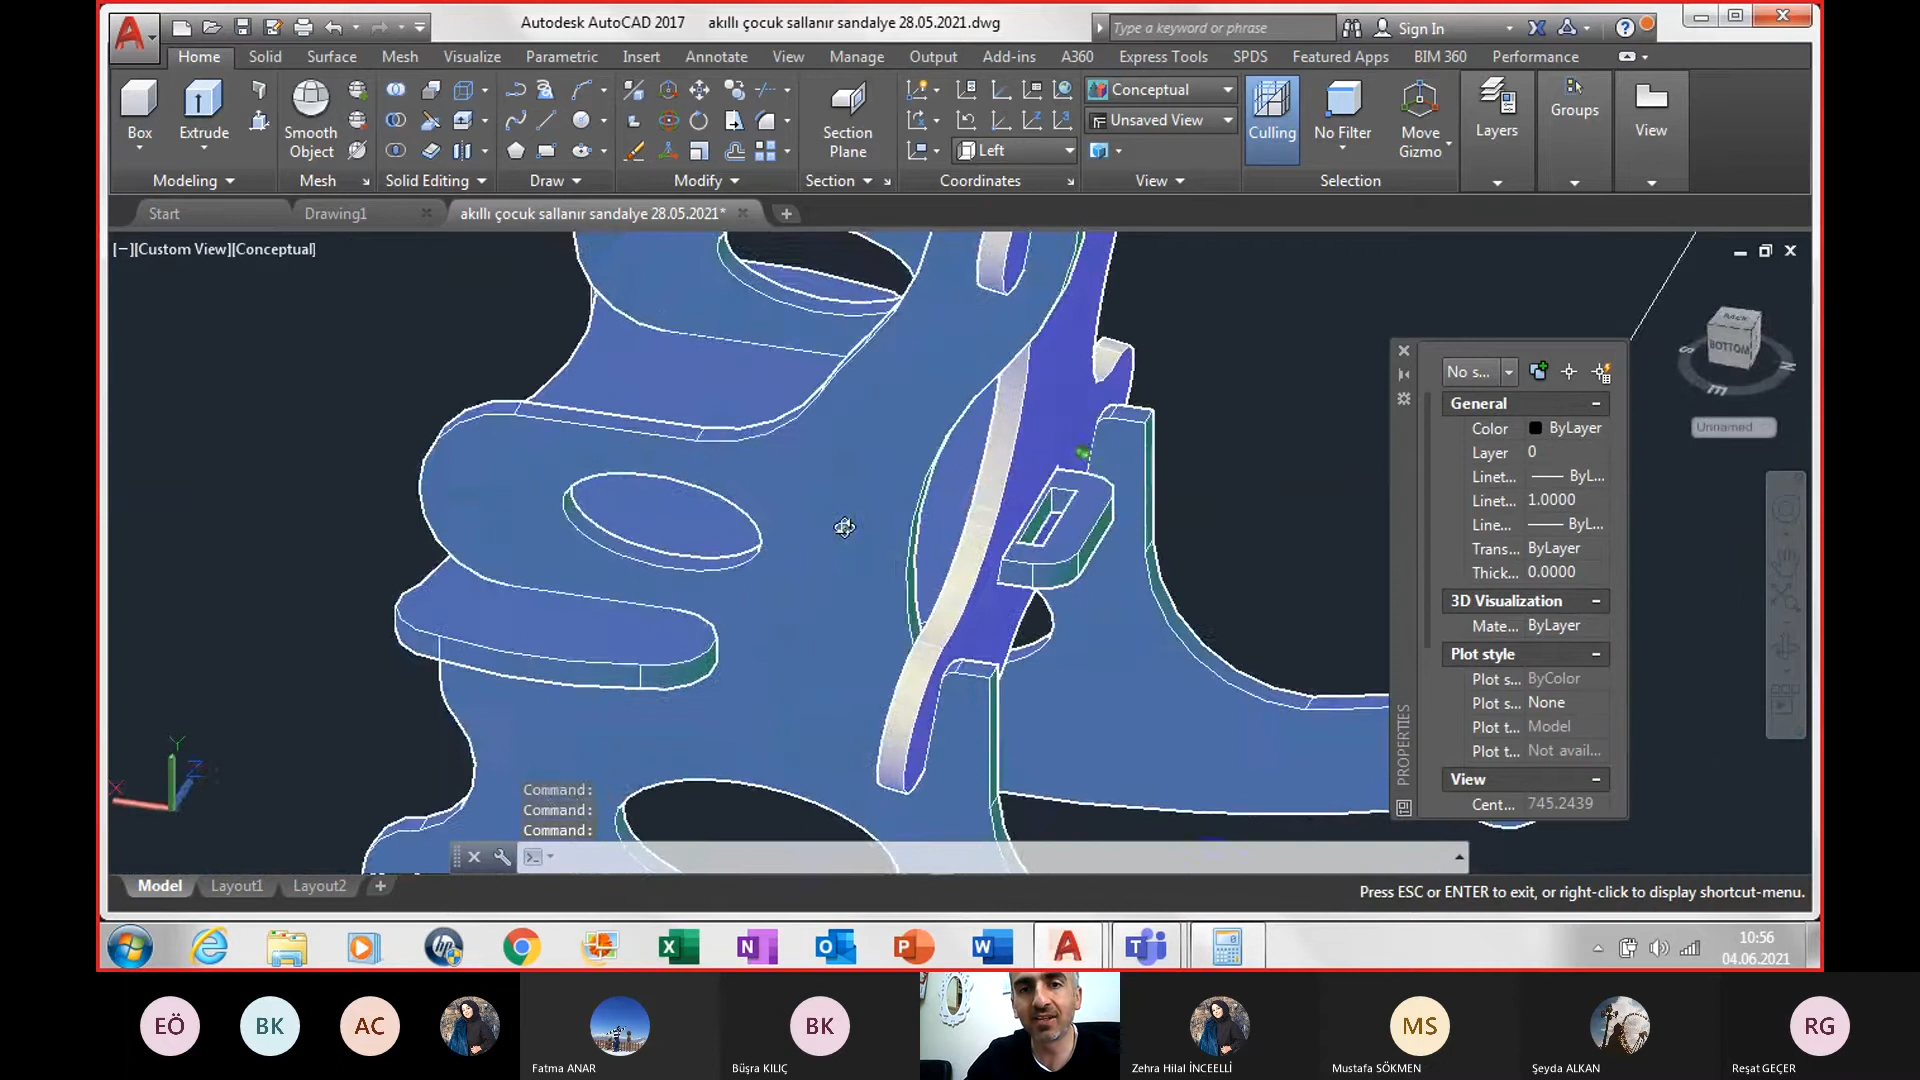 Autodesk AutoCAD 2017 akıllı çocuk sallanır sandalye 28.05.2021.dwg
Type a keyword or phrase
Sign In
Home Solid Surface Mesh Visualize Parametric Annotate Insert View Manage Output Add-ins A360 Express Tools SPDS Featured Apps BIM 360 Performance
Box
Extrude
Smooth Object
Section Plane
Conceptual
Unsaved View
Left
Culling
No Filter
Move Gizmo
Layers
Groups
View
Modeling Mesh Solid Editing Draw Modify Section Coordinates View Selection
Start Drawing1 akıllı çocuk sallanır sandalye 28.05.2021*
[−][Custom View][Conceptual]
BACK
BOTTOM
S
E
N
Unnamed
No s...
General
Color ByLayer
Layer 0
Linet... ByL...
Linet... 1.0000
Line... ByL...
Trans... ByLayer
Thick... 0.0000
3D Visualization
Mate... ByLayer
Plot style
Plot s... ByColor
Plot s... None
Plot t... Model
Plot t... Not avail...
View
Cent... 745.2439
PROPERTIES
Y
Z
X
Command:
Command:
Command:
Model Layout1 Layout2
Press ESC or ENTER to exit, or right-click to display shortcut-menu.
10:56
04.06.2021
EÖ
BK
AC
Fatma ANAR
BK
Büşra KILIÇ
Zehra Hilal İNCEELLİ
MS
Mustafa SÖKMEN
Şeyda ALKAN
RG
Reşat GEÇER